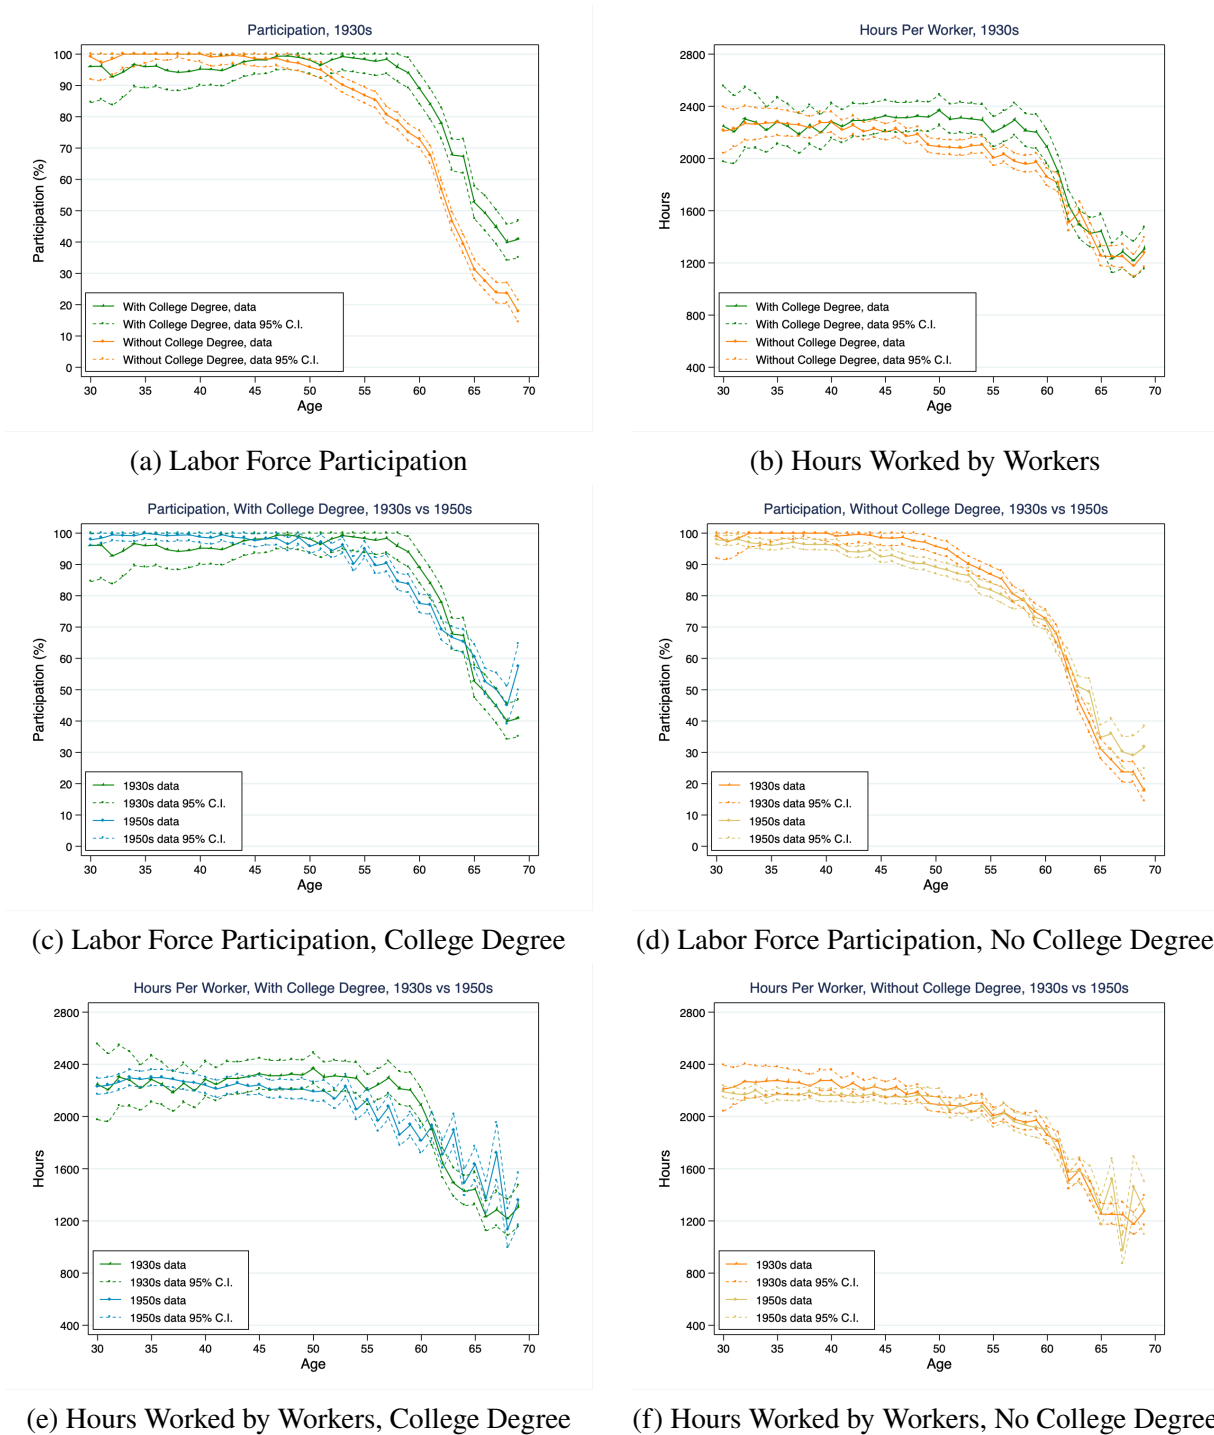 Participation, 1930s
Participation (%)
100
90
80
70
60
50
40
30
20
10
0
With College Degree, data
With College Degree, data 95% C.I.
Without College Degree, data
Without College Degree, data 95% C.I.
30 35 40 45 50 55 60 65 70
Age
(a) Labor Force Participation
Hours Per Worker, 1930s
Hours
2800
2400
2000
1600
1200
800
400
With College Degree, data
With College Degree, data 95% C.I.
Without College Degree, data
Without College Degree, data 95% C.I.
30 35 40 45 50 55 60 65 70
Age
(b) Hours Worked by Workers
Participation, With College Degree, 1930s vs 1950s
Participation (%)
100
90
80
70
60
50
40
30
20
10
0
1930s data
1930s data 95% C.I.
1950s data
1950s data 95% C.I.
30 35 40 45 50 55 60 65 70
Age
(c) Labor Force Participation, College Degree
Participation, Without College Degree, 1930s vs 1950s
Participation (%)
100
90
80
70
60
50
40
30
20
10
0
1930s data
1930s data 95% C.I.
1950s data
1950s data 95% C.I.
30 35 40 45 50 55 60 65 70
Age
(d) Labor Force Participation, No College Degree
Hours Per Worker, With College Degree, 1930s vs 1950s
Hours
2800
2400
2000
1600
1200
800
400
1930s data
1930s data 95% C.I.
1950s data
1950s data 95% C.I.
30 35 40 45 50 55 60 65 70
Age
(e) Hours Worked by Workers, College Degree
Hours Per Worker, Without College Degree, 1930s vs 1950s
Hours
2800
2400
2000
1600
1200
800
400
1930s data
1930s data 95% C.I.
1950s data
1950s data 95% C.I.
30 35 40 45 50 55 60 65 70
Age
(f) Hours Worked by Workers, No College Degree